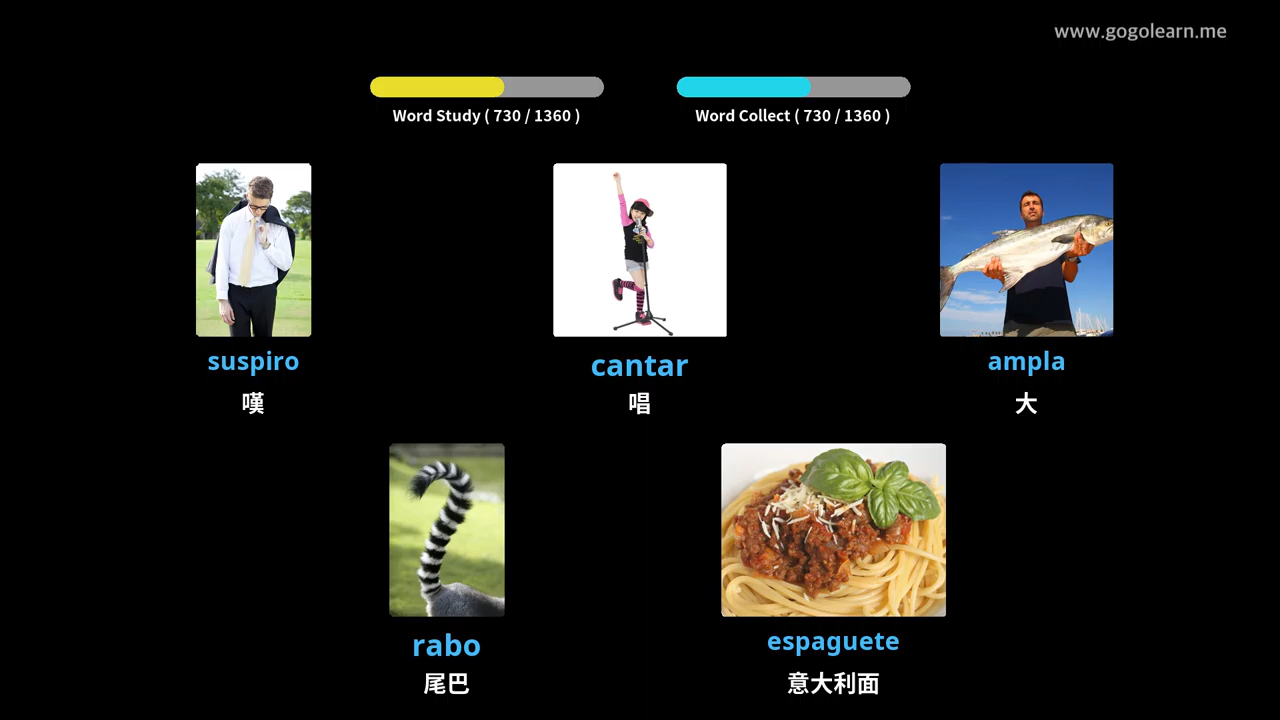 www.gogolearn.me
Word Study ( 730 / 1360 )
Word Collect ( 730 / 1360 )
suspiro
嘆
cantar
唱
ampla
大
rabo
尾巴
espaguete
意大利面